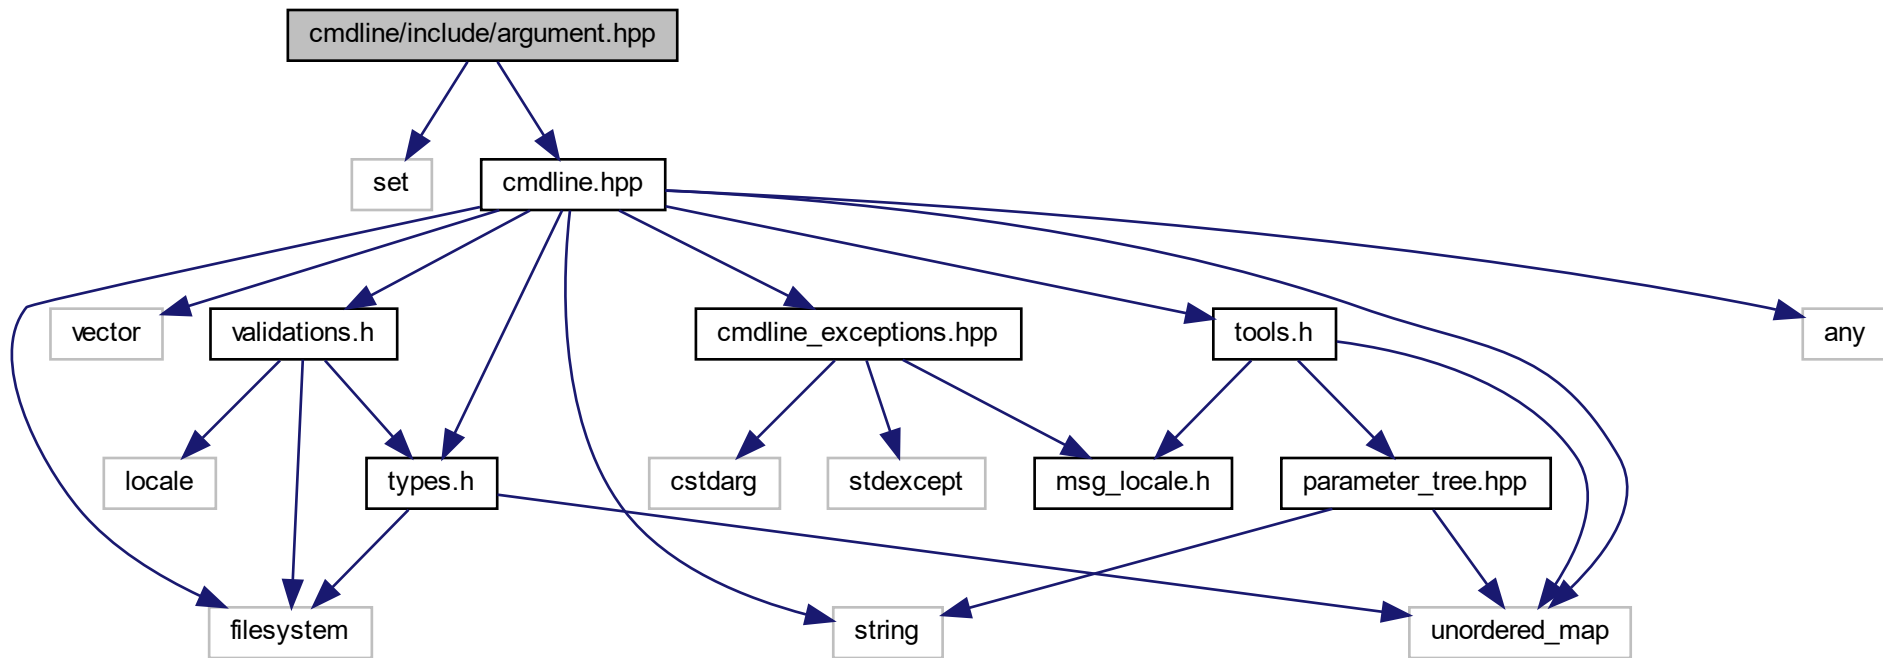 cmdline/include/argument.hpp
set
cmdline.hpp
vector
validations.h
cmdline_exceptions.hpp
tools.h
any
locale
types.h
cstdarg
stdexcept
msg_locale.h
parameter_tree.hpp
filesystem
string
unordered_map